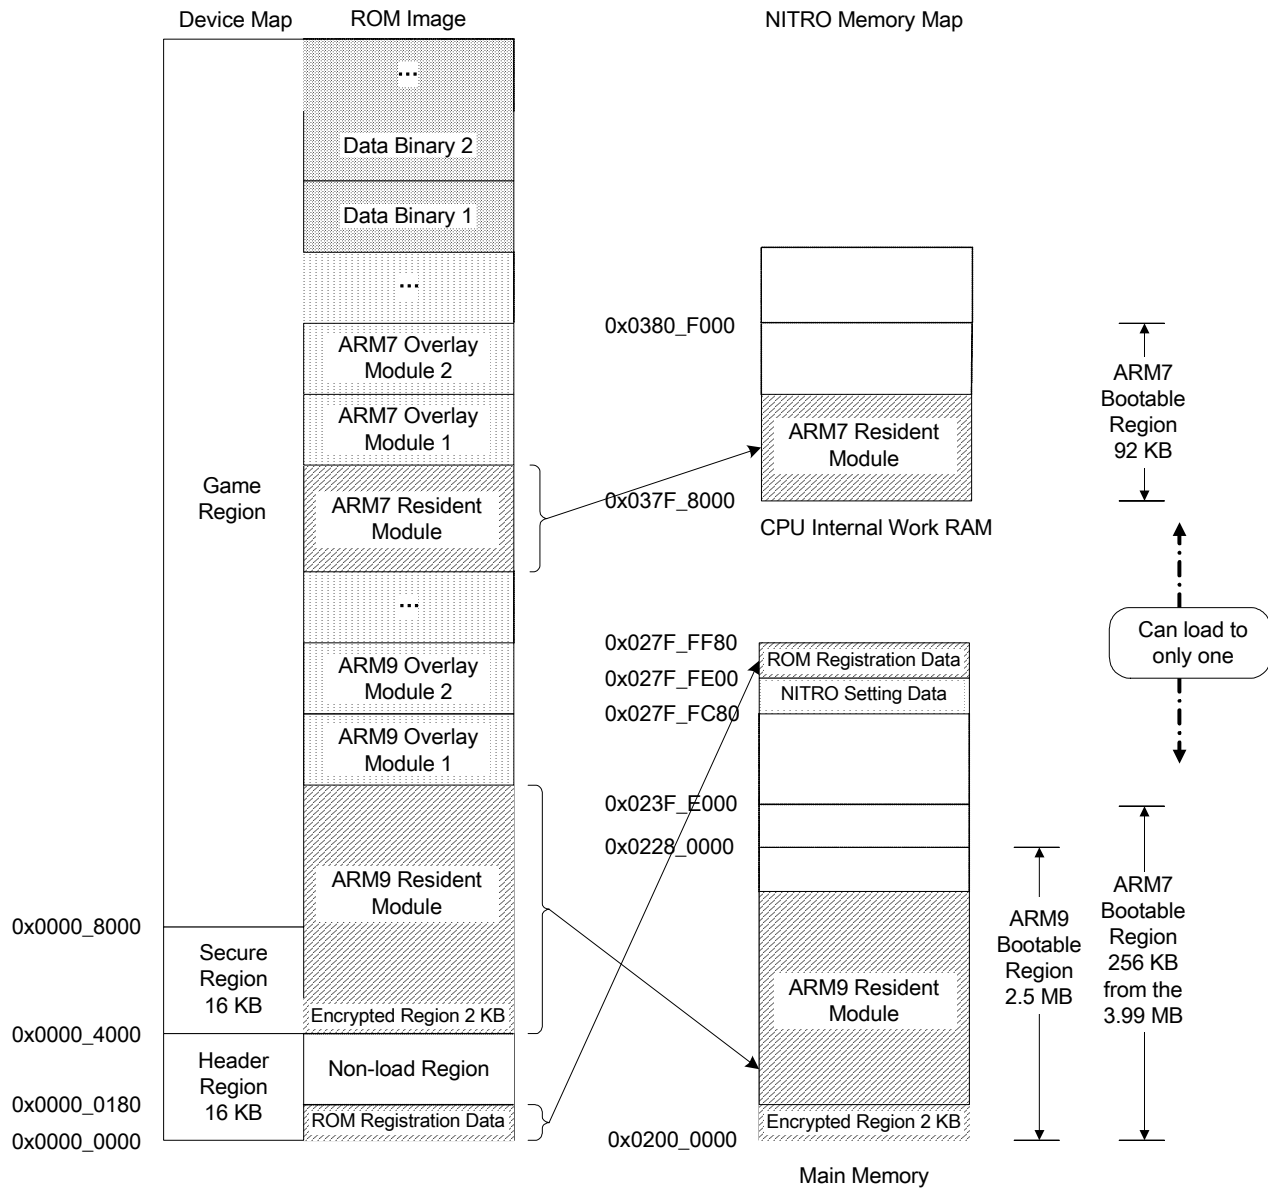 Device Map
ROM Image
NITRO Memory Map
...
Data Binary 2
Data Binary 1
...
ARM7 Overlay
Module 2
ARM7 Overlay
Module 1
ARM7 Resident
Module
...
ARM9 Overlay
Module 2
ARM9 Overlay
Module 1
ARM9 Resident
Module
Encrypted Region 2 KB
Non-load Region
ROM Registration Data
Game
Region
Secure
Region
16 KB
Header
Region
16 KB
0x0000_8000
0x0000_4000
0x0000_0180
0x0000_0000
0x0380_F000
ARM7 Resident
Module
0x037F_8000
CPU Internal Work RAM
0x027F_FF80
ROM Registration Data
0x027F_FE00
NITRO Setting Data
0x027F_FC80
0x023F_E000
0x0228_0000
ARM9 Resident
Module
Encrypted Region 2 KB
0x0200_0000
Main Memory
ARM7
Bootable
Region
92 KB
Can load to
only one
ARM9
Bootable
Region
2.5 MB
ARM7
Bootable
Region
256 KB
from the
3.99 MB